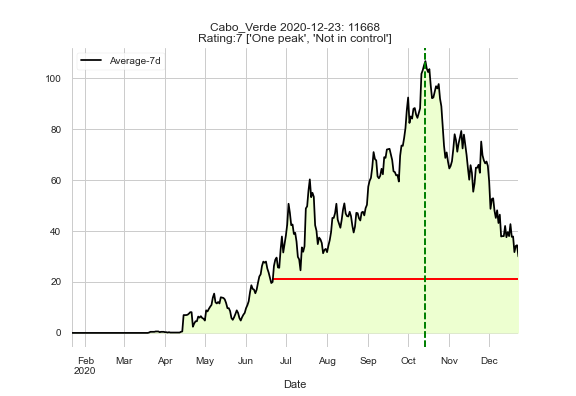 Cabo_Verde 2020-12-23: 11668
Rating:7 ['One peak', 'Not in control']
Average-7d
100
80
60
40
20
0
Feb Mar Apr May Jun Jul Aug Sep Oct Nov Dec
2020
Date